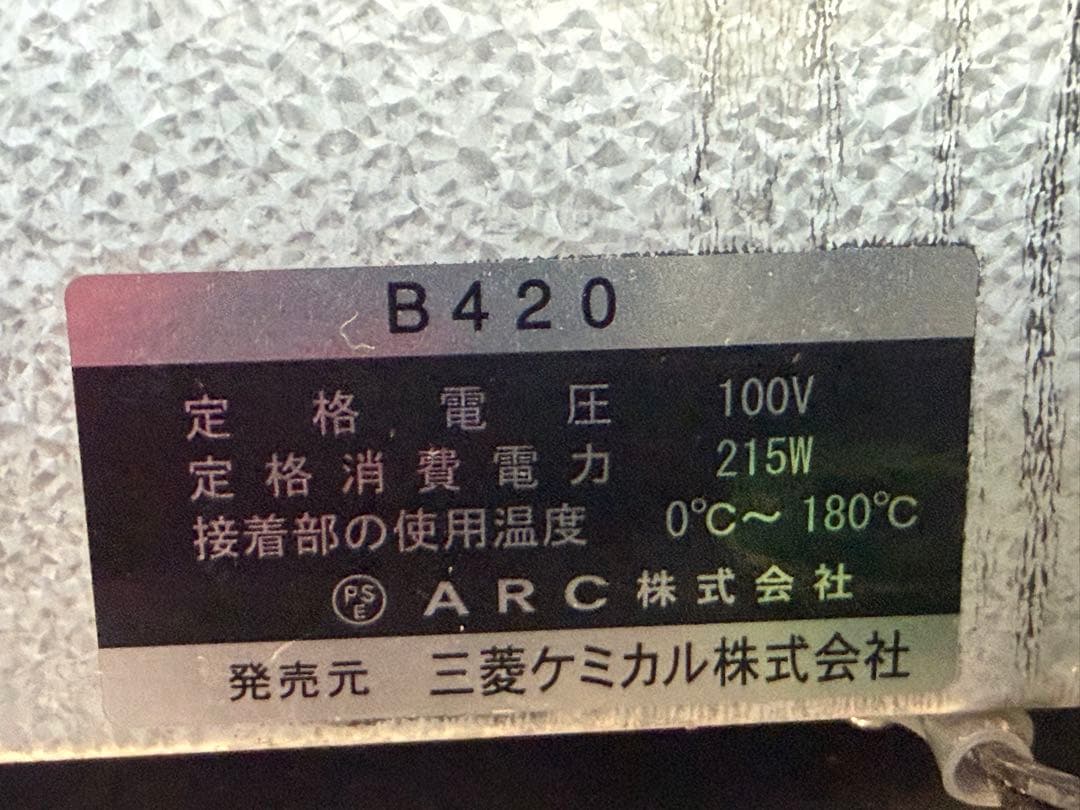 B420
定格電圧 100V
定格消費電力 215W
接着部の使用温度 0℃～180℃
PSE ARC株式会社
発売元 三菱ケミカル株式会社